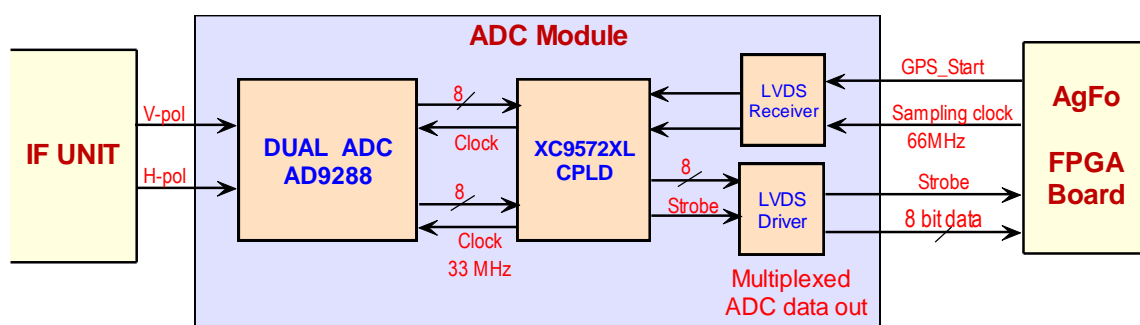 ADC Module
IF UNIT
V-pol
H-pol
DUAL ADC
AD9288
8
Clock
8
Clock
33 MHz
XC9572XL
CPLD
8
Strobe
LVDS
Receiver
LVDS
Driver
Multiplexed
ADC data out
GPS_Start
Sampling clock
66MHz
Strobe
8 bit data
AgFo
FPGA
Board